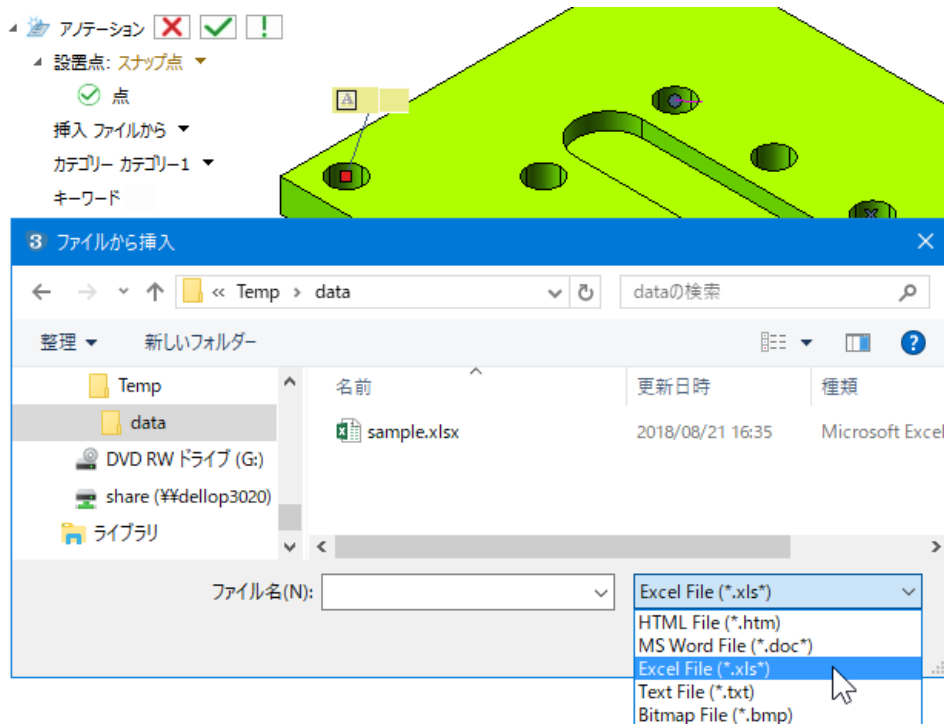 アノテーション
設置点: スナップ点
点
挿入 ファイルから
カテゴリー カテゴリー1
キーワード
A
3 ファイルから挿入
« Temp › data
dataの検索
整理
新しいフォルダー
?
Temp
data
DVD RW ドライブ (G:)
share (¥¥dellop3020)
ライブラリ
名前 更新日時 種類
sample.xlsx 2018/08/21 16:35 Microsoft Excel
ファイル名(N):
Excel File (*.xls*)
HTML File (*.htm)
MS Word File (*.doc*)
Excel File (*.xls*)
Text File (*.txt)
Bitmap File (*.bmp)